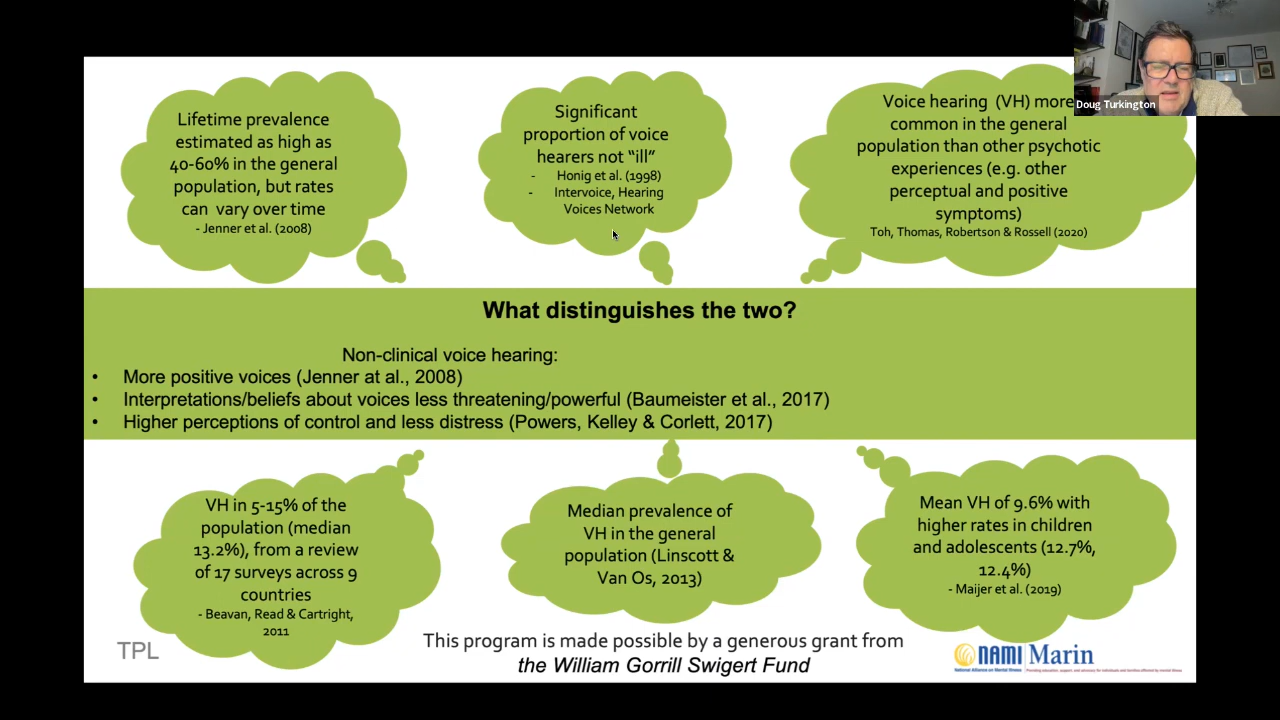 Doug Turkington
Lifetime prevalence
estimated as high as
40-60% in the general
population, but rates
can vary over time
- Jenner et al. (2008)
Significant
proportion of voice
hearers not “ill”
- Honig et al. (1998)
- Intervoice, Hearing
Voices Network
Voice hearing (VH) more
common in the general
population than other psychotic
experiences (e.g. other
perceptual and positive
symptoms)
Toh, Thomas, Robertson & Rossell (2020)
What distinguishes the two?
Non-clinical voice hearing:
• More positive voices (Jenner at al., 2008)
• Interpretations/beliefs about voices less threatening/powerful (Baumeister et al., 2017)
• Higher perceptions of control and less distress (Powers, Kelley & Corlett, 2017)
VH in 5-15% of the
population (median
13.2%), from a review
of 17 surveys across 9
countries
- Beavan, Read & Cartright,
2011
Median prevalence of
VH in the general
population (Linscott &
Van Os, 2013)
Mean VH of 9.6% with
higher rates in children
and adolescents (12.7%,
12.4%)
- Maijer et al. (2019)
TPL
This program is made possible by a generous grant from
the William Gorrill Swigert Fund
NAMI Marin
National Alliance on Mental Illness